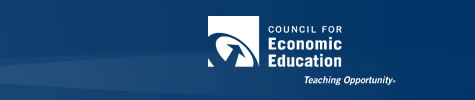 COUNCIL FOR
Economic
Education
Teaching Opportunity®